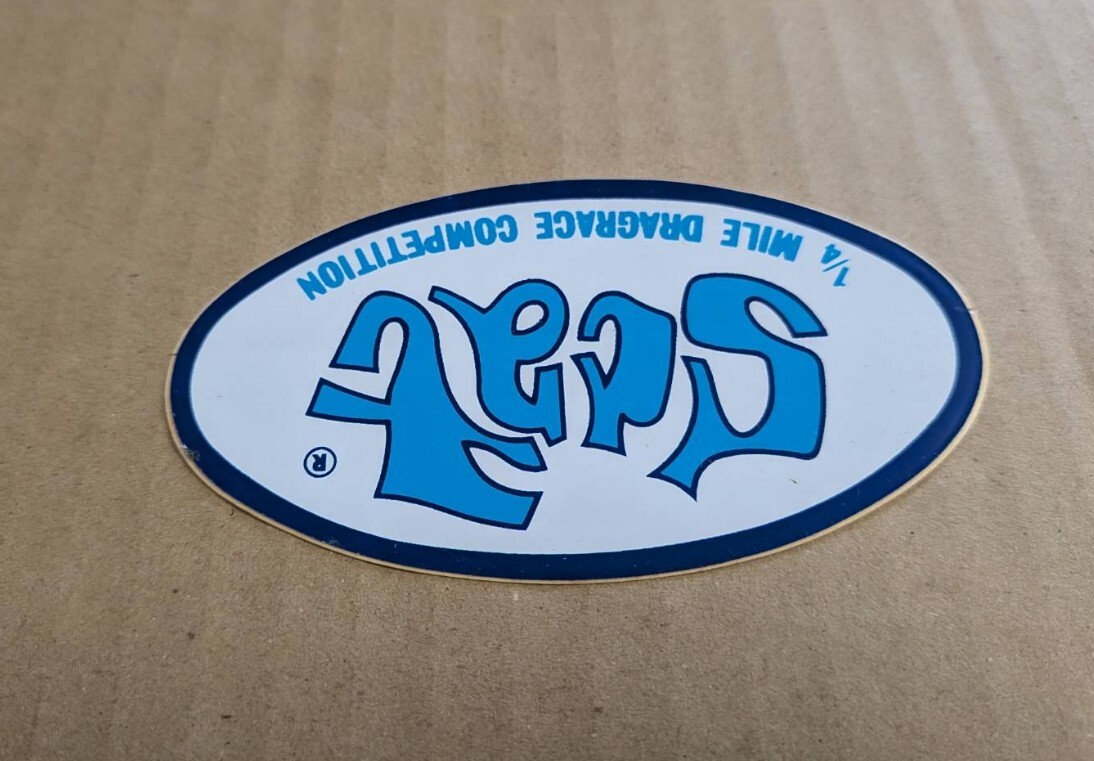 Scat
®
1/4 MILE DRAGRACE COMPETITION